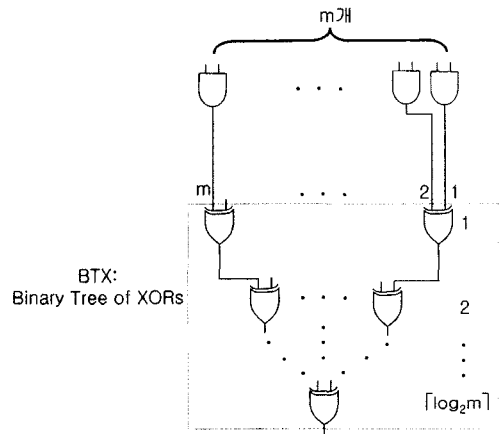 m개
. . .
m
. . .
2
1
1
BTX:
Binary Tree of XORs
. . .
2
⌈log₂m⌉